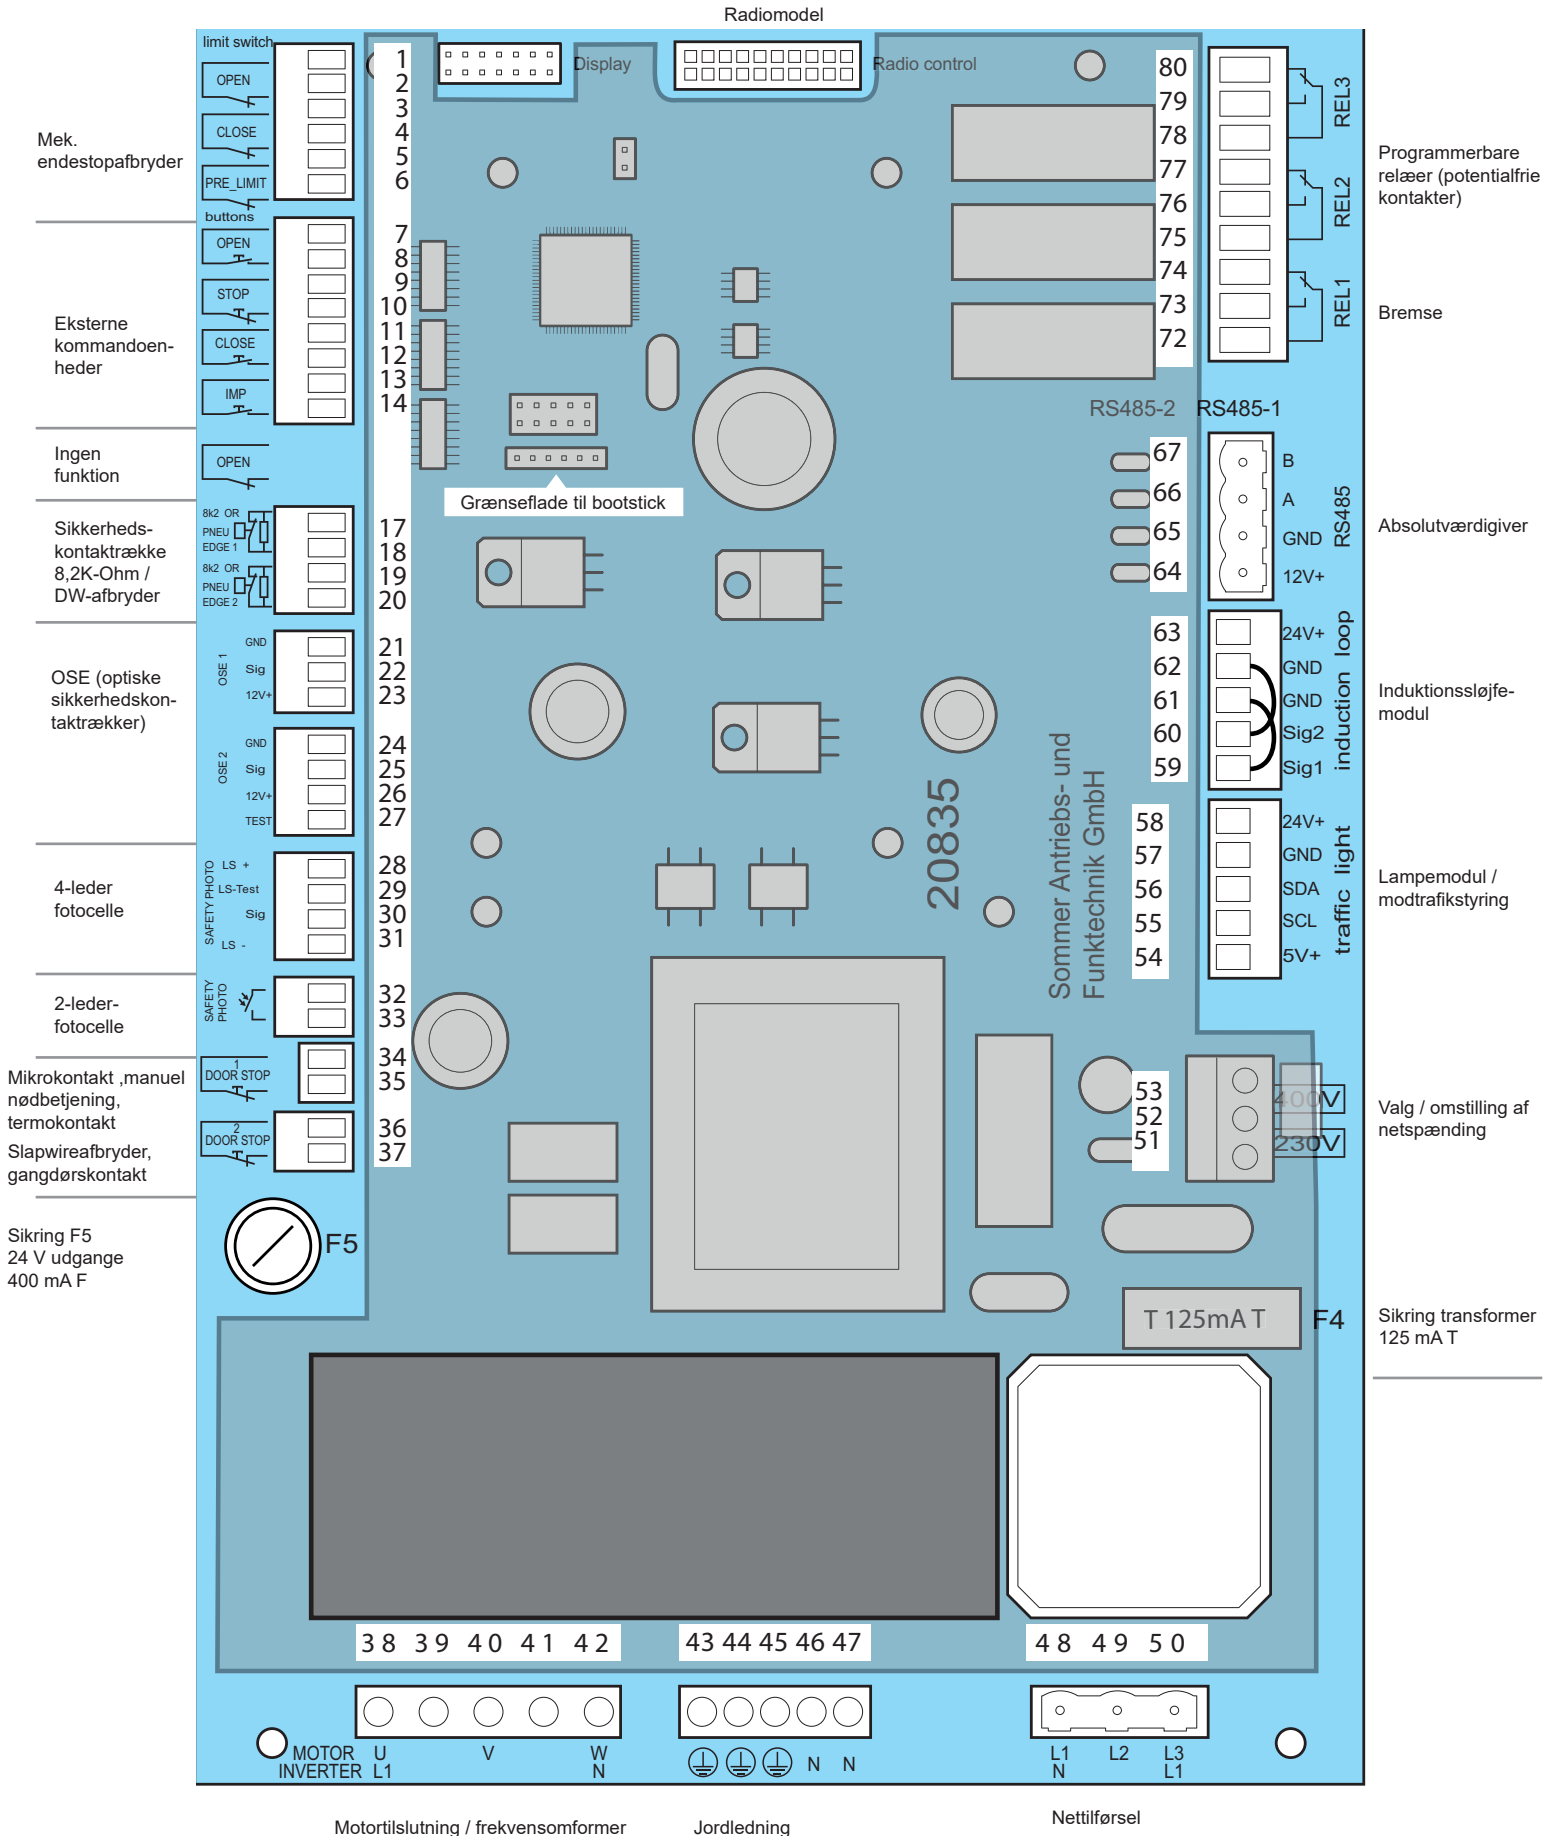 Radiomodel
limit switch
OPEN
CLOSE
PRE_LIMIT
Mek.
endestopafbryder
1
2
3
4
5
6
Display
Radio control
buttons
OPEN
STOP
CLOSE
IMP
Eksterne
kommandoen-
heder
7
8
9
10
11
12
13
14
Ingen
funktion
OPEN
Grænseflade til bootstick
Sikkerheds-
kontaktrække
8,2K-Ohm /
DW-afbryder
8k2 OR
PNEU
EDGE 1
8k2 OR
PNEU
EDGE 2
17
18
19
20
OSE (optiske
sikkerhedskon-
taktrækker)
OSE 1
GND
Sig
12V+
21
22
23
OSE 2
GND
Sig
12V+
TEST
24
25
26
27
4-leder
fotocelle
SAFETY PHOTO
LS +
LS-Test
Sig
LS -
28
29
30
31
2-leder-
fotocelle
SAFETY
PHOTO
32
33
Mikrokontakt ,manuel
nødbetjening,
termokontakt
1
DOOR STOP
34
35
Slapwireafbryder,
gangdørskontakt
2
DOOR STOP
36
37
Sikring F5
24 V udgange
400 mA F
F5
80
79
78
77
76
75
74
73
72
REL3
REL2
REL1
Programmerbare
relæer (potentialfrie
kontakter)
Bremse
RS485-2
RS485-1
67
66
65
64
B
A
GND
12V+
RS485
Absolutværdigiver
63
62
61
60
59
24V+
GND
GND
Sig2
Sig1
induction loop
Induktionssløjfe-
modul
20835
Sommer Antriebs- und
Funktechnik GmbH
58
57
56
55
54
24V+
GND
SDA
SCL
5V+
traffic light
Lampemodul /
modtrafikstyring
53
52
51
400V
230V
Valg / omstilling af
netspænding
T 125mA T
F4
Sikring transformer
125 mA T
38 39 40 41 42
43 44 45 46 47
48 49 50
MOTOR U V W
INVERTER L1 N
N N
L1 L2 L3
N L1
Motortilslutning / frekvensomformer
Jordledning
Nettilførsel